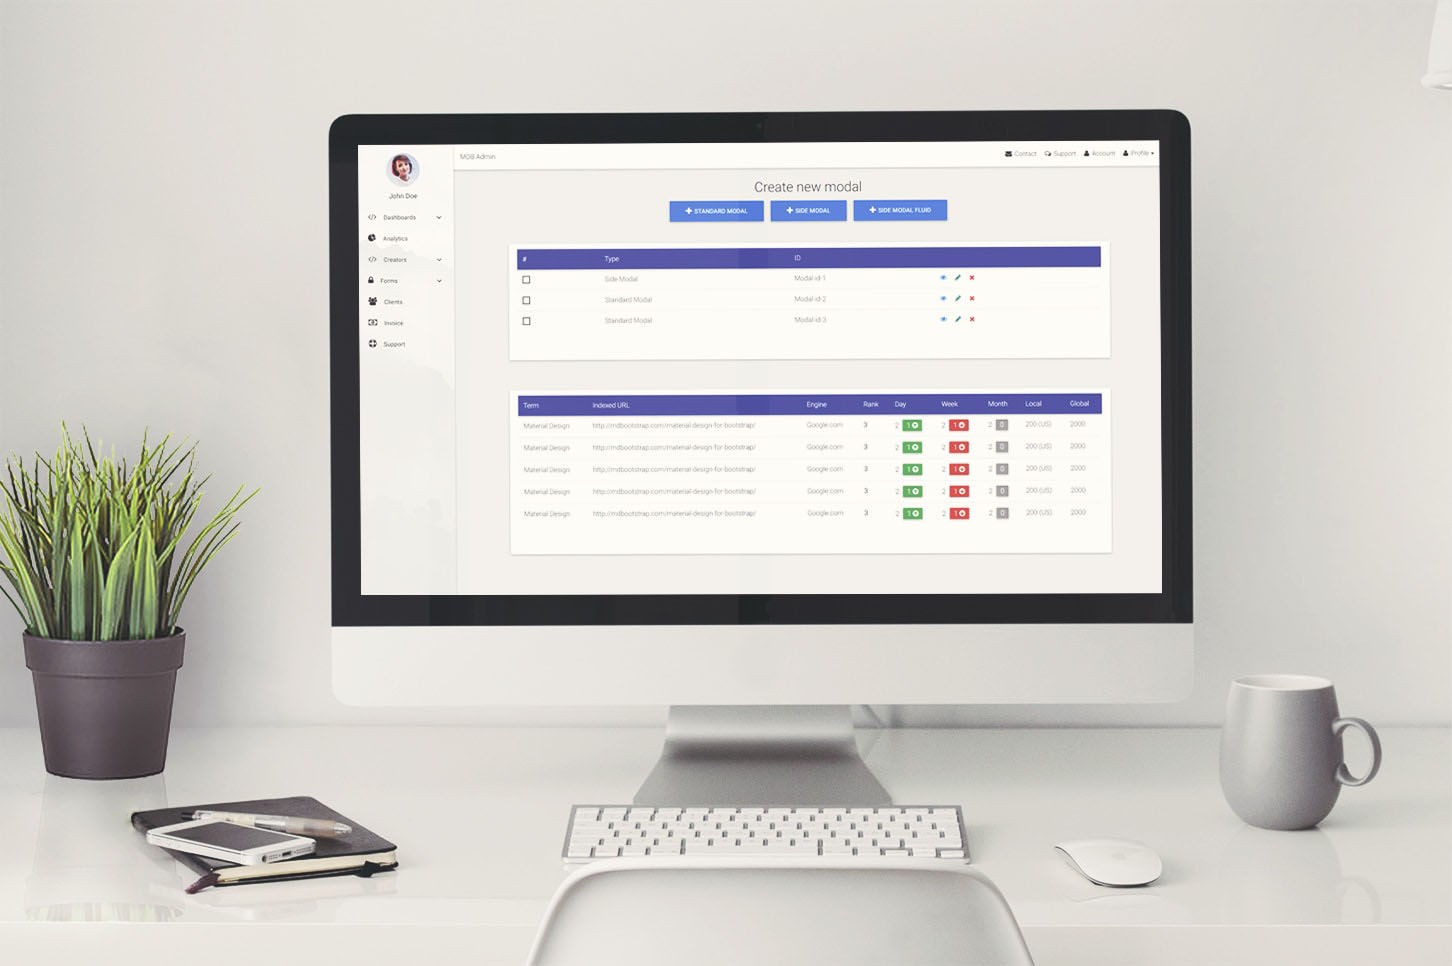 MDB Admin
Contact Support Account Profile
John Doe
Dashboards
Analytics
Creators
Forms
Clients
Invoice
Support
Create new modal
+ STANDARD MODAL + SIDE MODAL + SIDE MODAL FLUID
# Type ID
Side Modal Modal-id-1
Standard Modal Modal-id-2
Standard Modal Modal-id-3
Term Indexed URL Engine Rank Day Week Month Local Global
Material Design http://mdbootstrap.com/material-design-for-bootstrap/ Google.com 3 2 1 2 1 2 0 200 (US) 2000
Material Design http://mdbootstrap.com/material-design-for-bootstrap/ Google.com 3 2 1 2 1 2 0 200 (US) 2000
Material Design http://mdbootstrap.com/material-design-for-bootstrap/ Google.com 3 2 1 2 1 2 0 200 (US) 2000
Material Design http://mdbootstrap.com/material-design-for-bootstrap/ Google.com 3 2 1 2 1 2 0 200 (US) 2000
Material Design http://mdbootstrap.com/material-design-for-bootstrap/ Google.com 3 2 1 2 1 2 0 200 (US) 2000